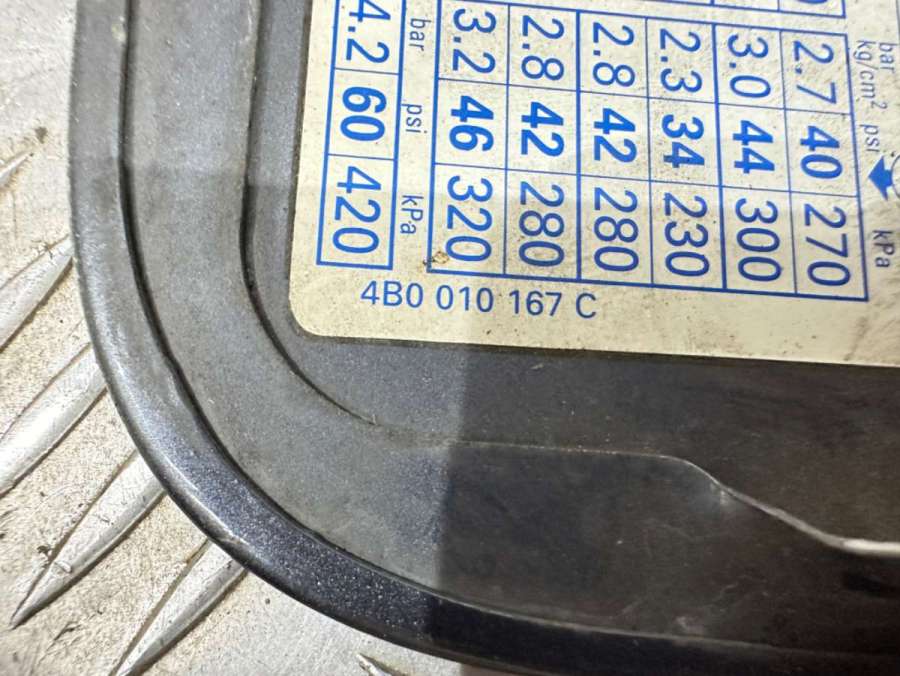 bar psi kPa
4.2 60 420
bar
kg/cm² psi kPa
3.2 46 320
2.8 42 280
2.8 42 280
2.3 34 230
3.0 44 300
2.7 40 270
4B0 010 167 C